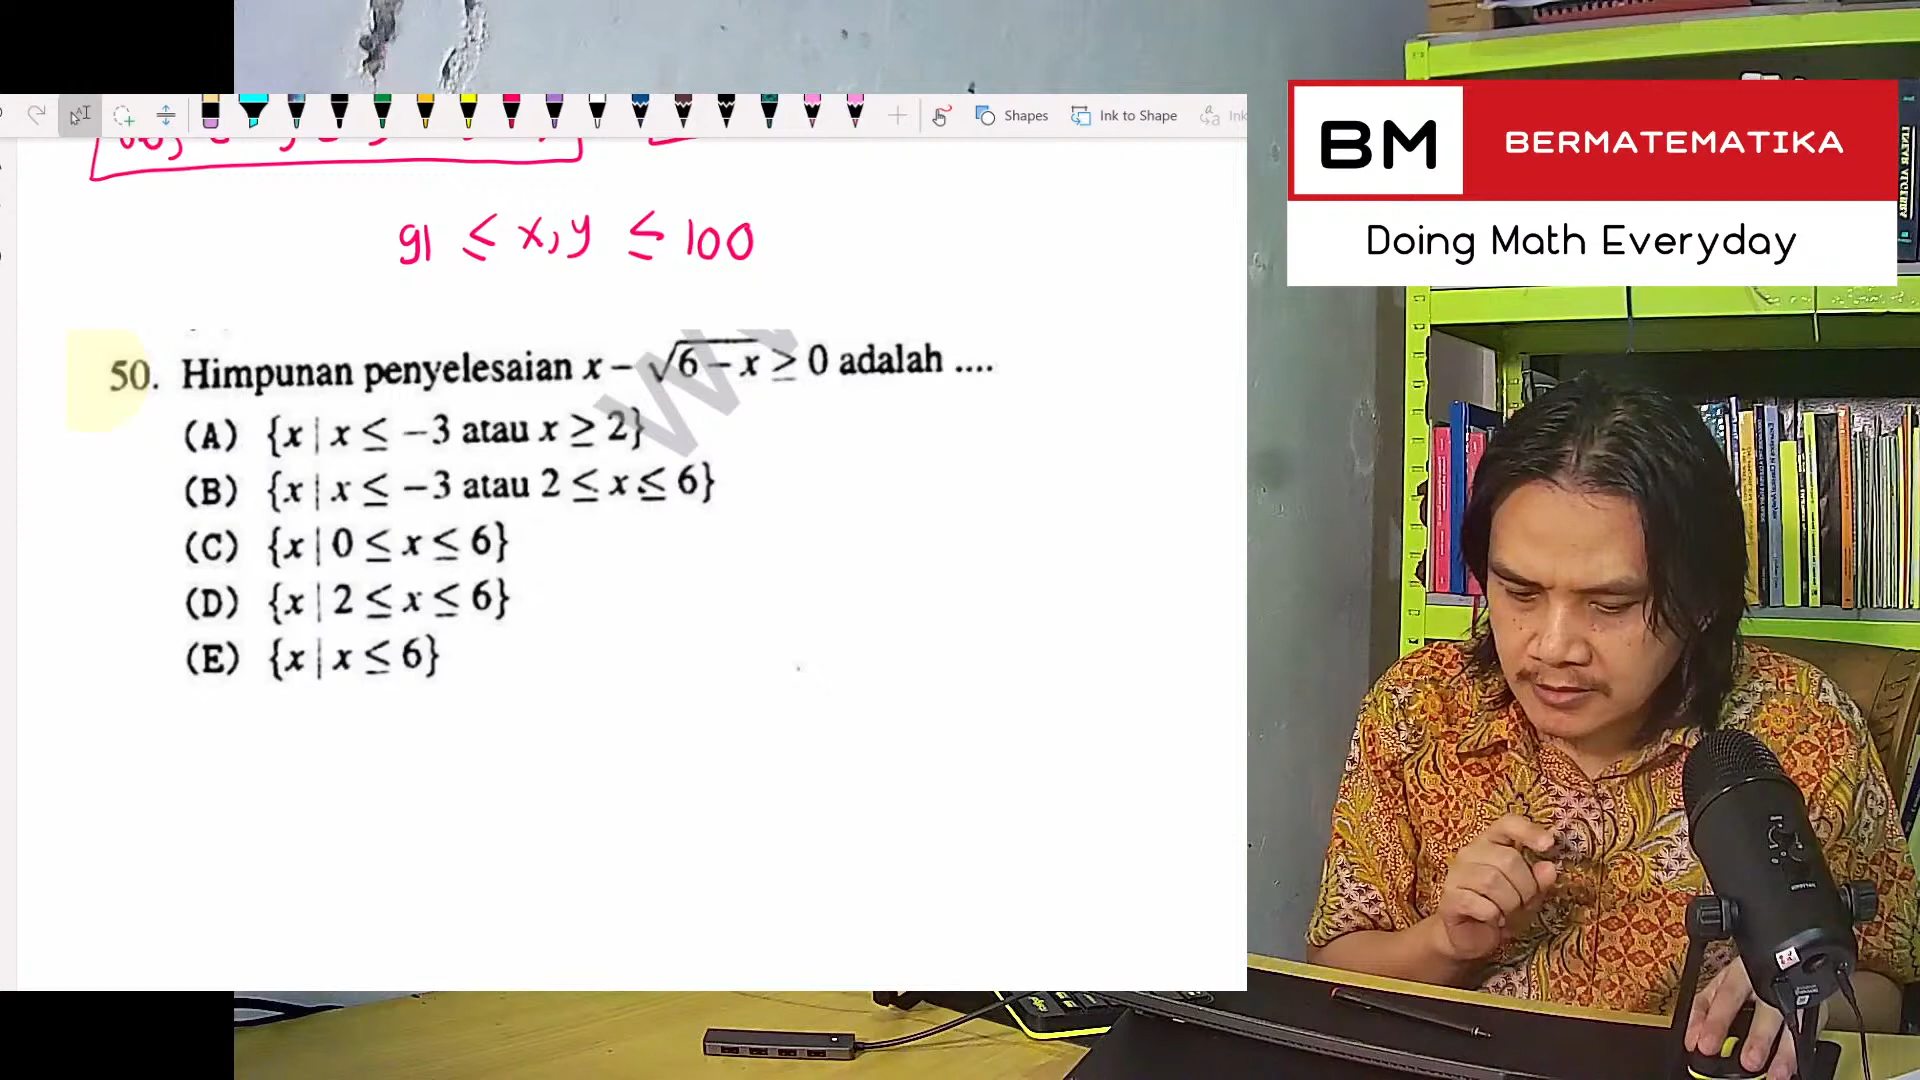 Shapes
Ink to Shape
Ink
91 ≤ x, y ≤ 100
50. Himpunan penyelesaian x – √6 – x ≥ 0 adalah ....
(A) {x | x ≤ –3 atau x ≥ 2}
(B) {x | x ≤ –3 atau 2 ≤ x ≤ 6}
(C) {x | 0 ≤ x ≤ 6}
(D) {x | 2 ≤ x ≤ 6}
(E) {x | x ≤ 6}
BM BERMATEMATIKA
Doing Math Everyday